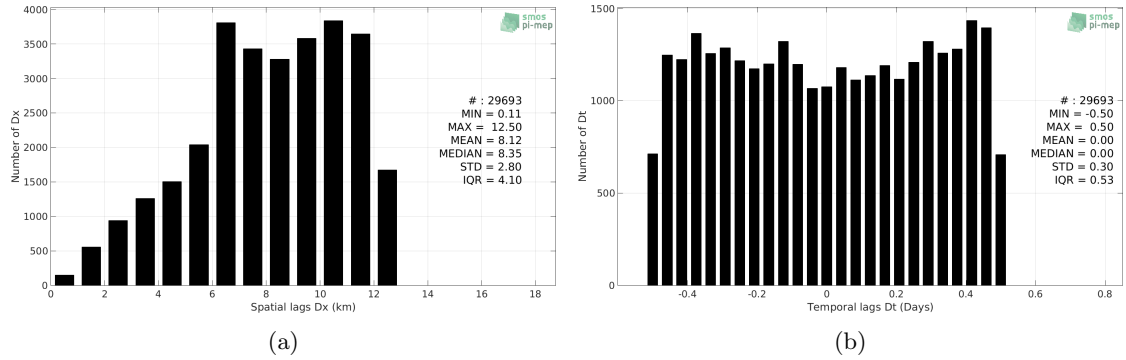 4000
3500
3000
2500
2000
1500
1000
500
0
Number of Dx
0 2 4 6 8 10 12 14 16 18
Spatial lags Dx (km)
smos
pi-mep
# : 29693
MIN = 0.11
MAX = 12.50
MEAN = 8.12
MEDIAN = 8.35
STD = 2.80
IQR = 4.10
(a)
1500
1000
500
0
Number of Dt
-0.4 -0.2 0 0.2 0.4 0.6 0.8
Temporal lags Dt (Days)
smos
pi-mep
# : 29693
MIN = -0.50
MAX = 0.50
MEAN = 0.00
MEDIAN = 0.00
STD = 0.30
IQR = 0.53
(b)